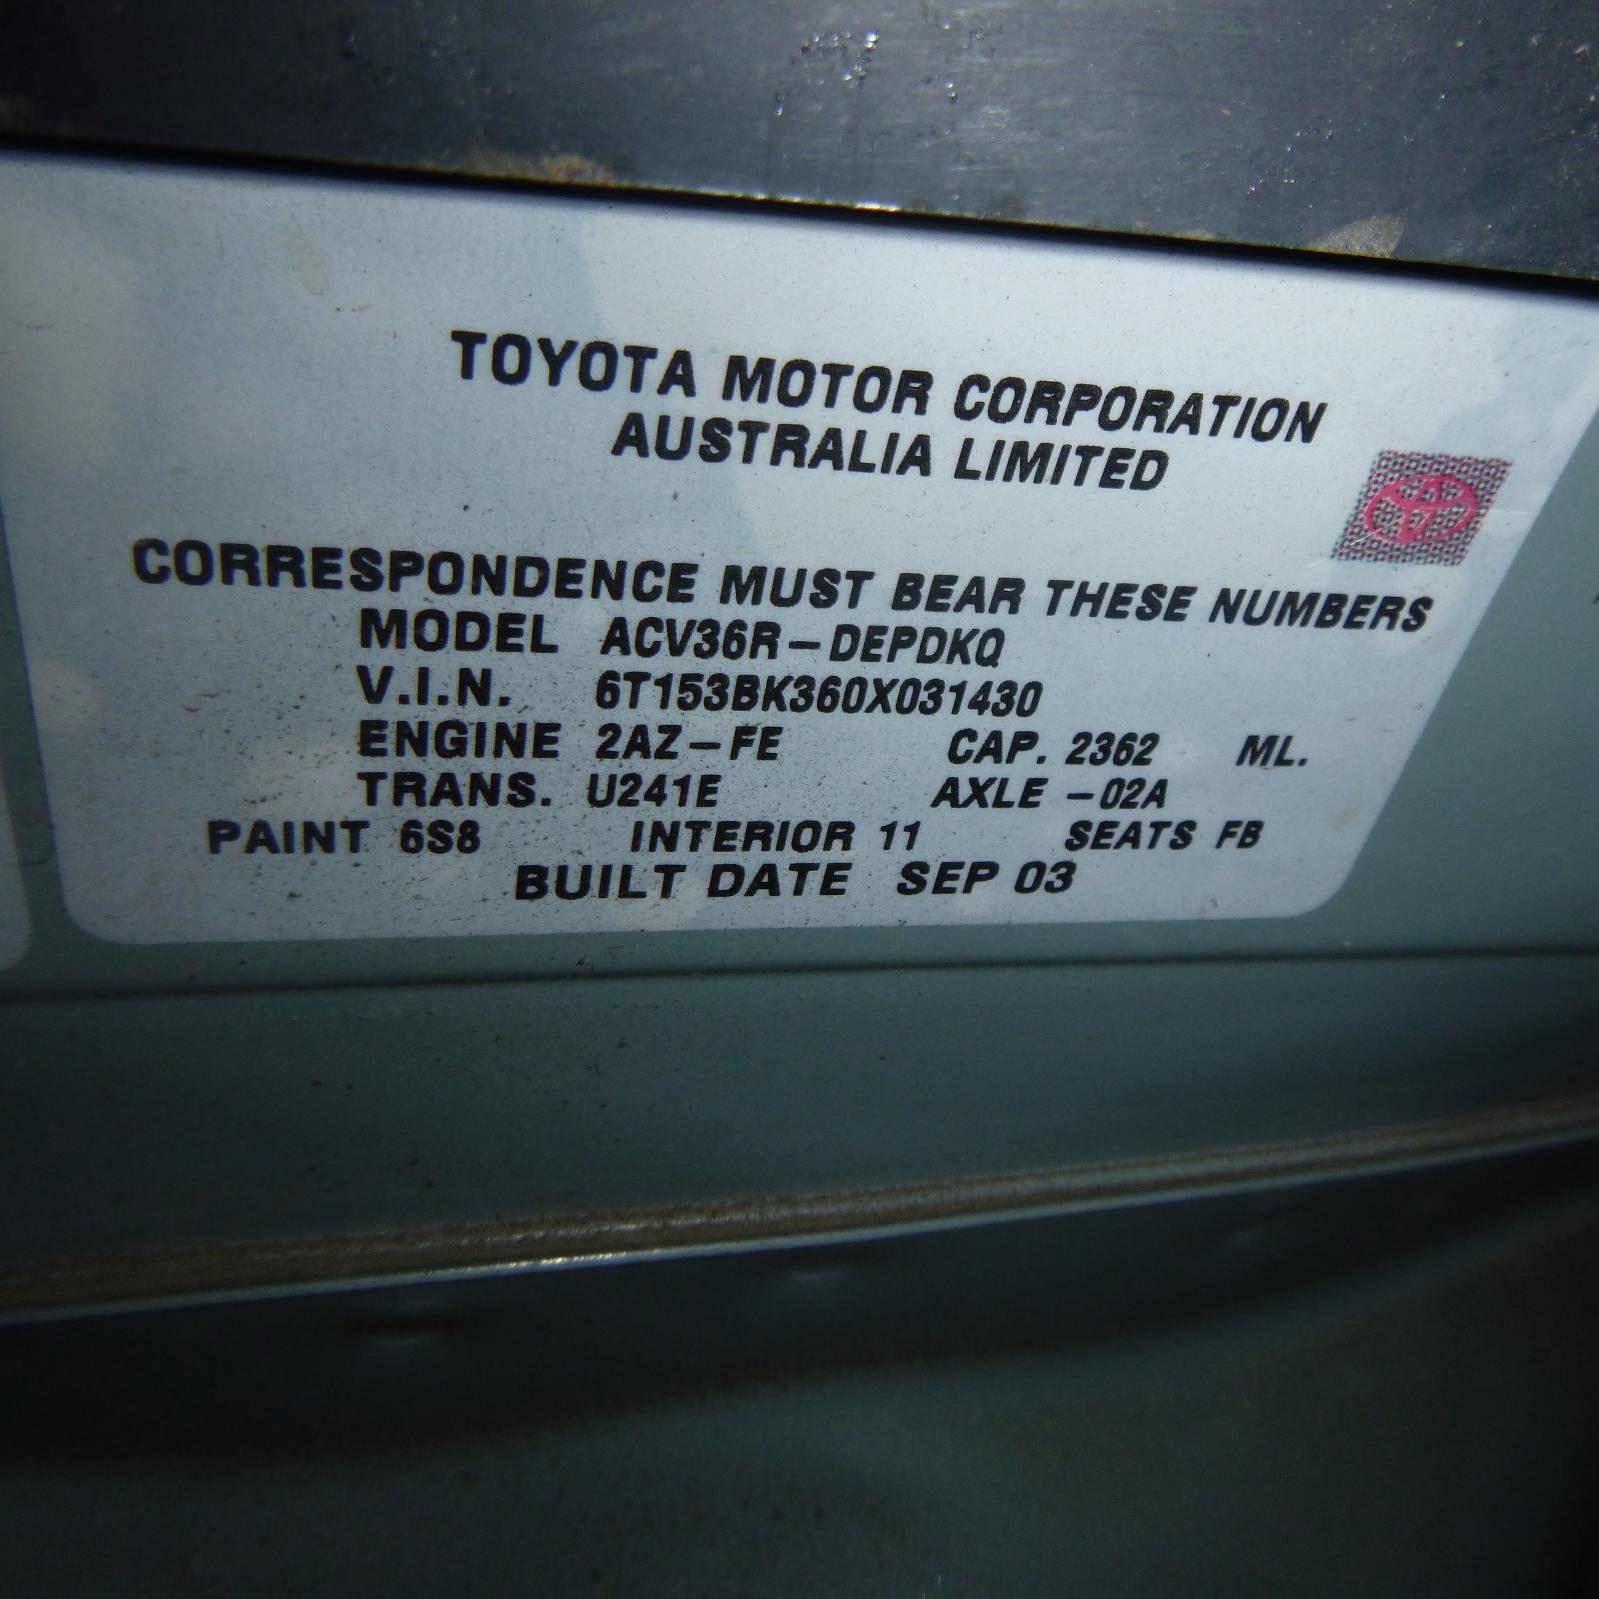 TOYOTA MOTOR CORPORATION
AUSTRALIA LIMITED
CORRESPONDENCE MUST BEAR THESE NUMBERS
MODEL ACV36R-DEPDKQ
V.I.N. 6T153BK360X031430
ENGINE 2AZ-FE CAP. 2362 ML.
TRANS. U241E AXLE -02A
PAINT 6S8 INTERIOR 11 SEATS FB
BUILT DATE SEP 03